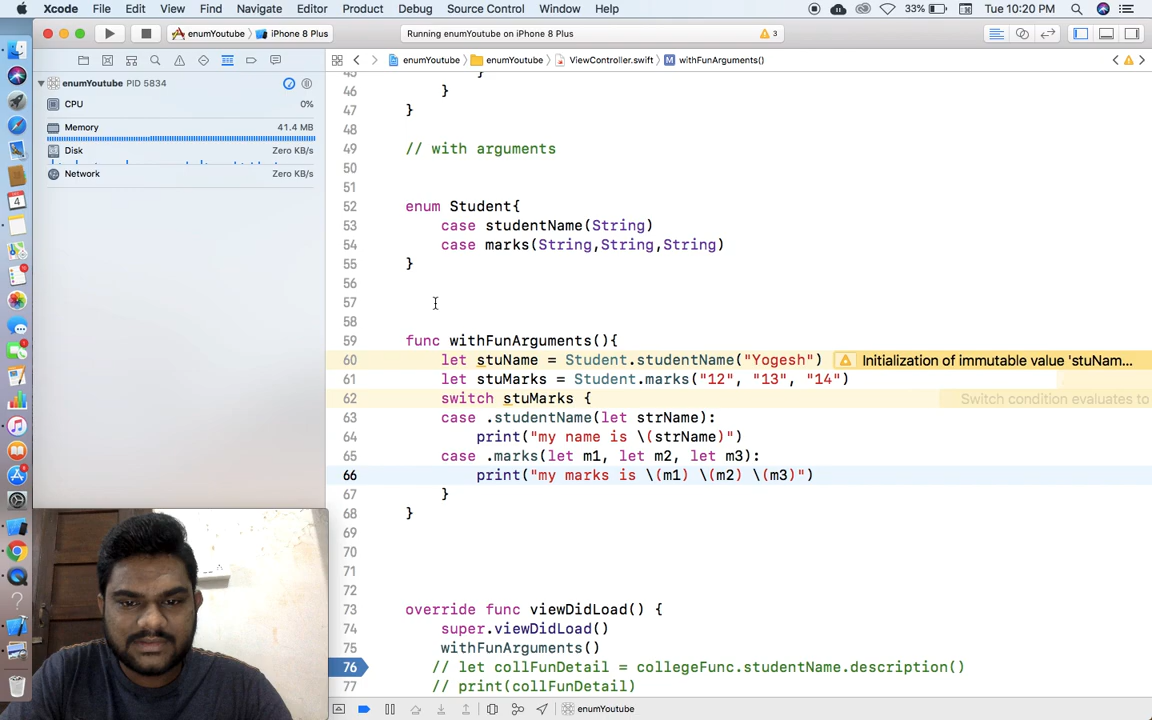 Xcode File Edit View Find Navigate Editor Product Debug Source Control Window Help 33% Tue 10:20 PM
enumYoutube iPhone 8 Plus Running enumYoutube on iPhone 8 Plus 3
enumYoutube enumYoutube ViewController.swift M withFunArguments()
enumYoutube PID 5834
CPU 0%
Memory 41.4 MB
Disk Zero KB/s
Network Zero KB/s
45 }
46 }
47 }
48
49 // with arguments
50
51
52 enum Student{
53 case studentName(String)
54 case marks(String,String,String)
55 }
56
57
58
59 func withFunArguments(){
60 let stuName = Student.studentName("Yogesh") Initialization of immutable value 'stuNam...
61 let stuMarks = Student.marks("12", "13", "14")
62 switch stuMarks { Switch condition evaluates to
63 case .studentName(let strName):
64 print("my name is \(strName)")
65 case .marks(let m1, let m2, let m3):
66 print("my marks is \(m1) \(m2) \(m3)")
67 }
68 }
69
70
71
72
73 override func viewDidLoad() {
74 super.viewDidLoad()
75 withFunArguments()
76 // let collFunDetail = collegeFunc.studentName.description()
77 // print(collFunDetail)
enumYoutube